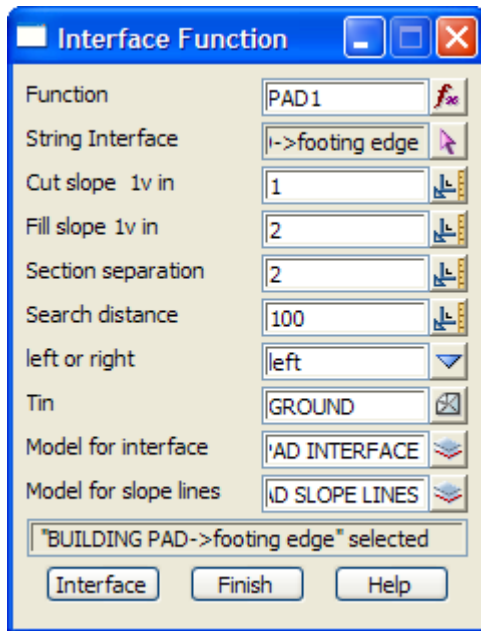 Interface Function
Function PAD1
String Interface ->footing edge
Cut slope 1v in 1
Fill slope 1v in 2
Section separation 2
Search distance 100
left or right left
Tin GROUND
Model for interface 'AD INTERFACE
Model for slope lines AD SLOPE LINES
"BUILDING PAD->footing edge" selected
Interface Finish Help